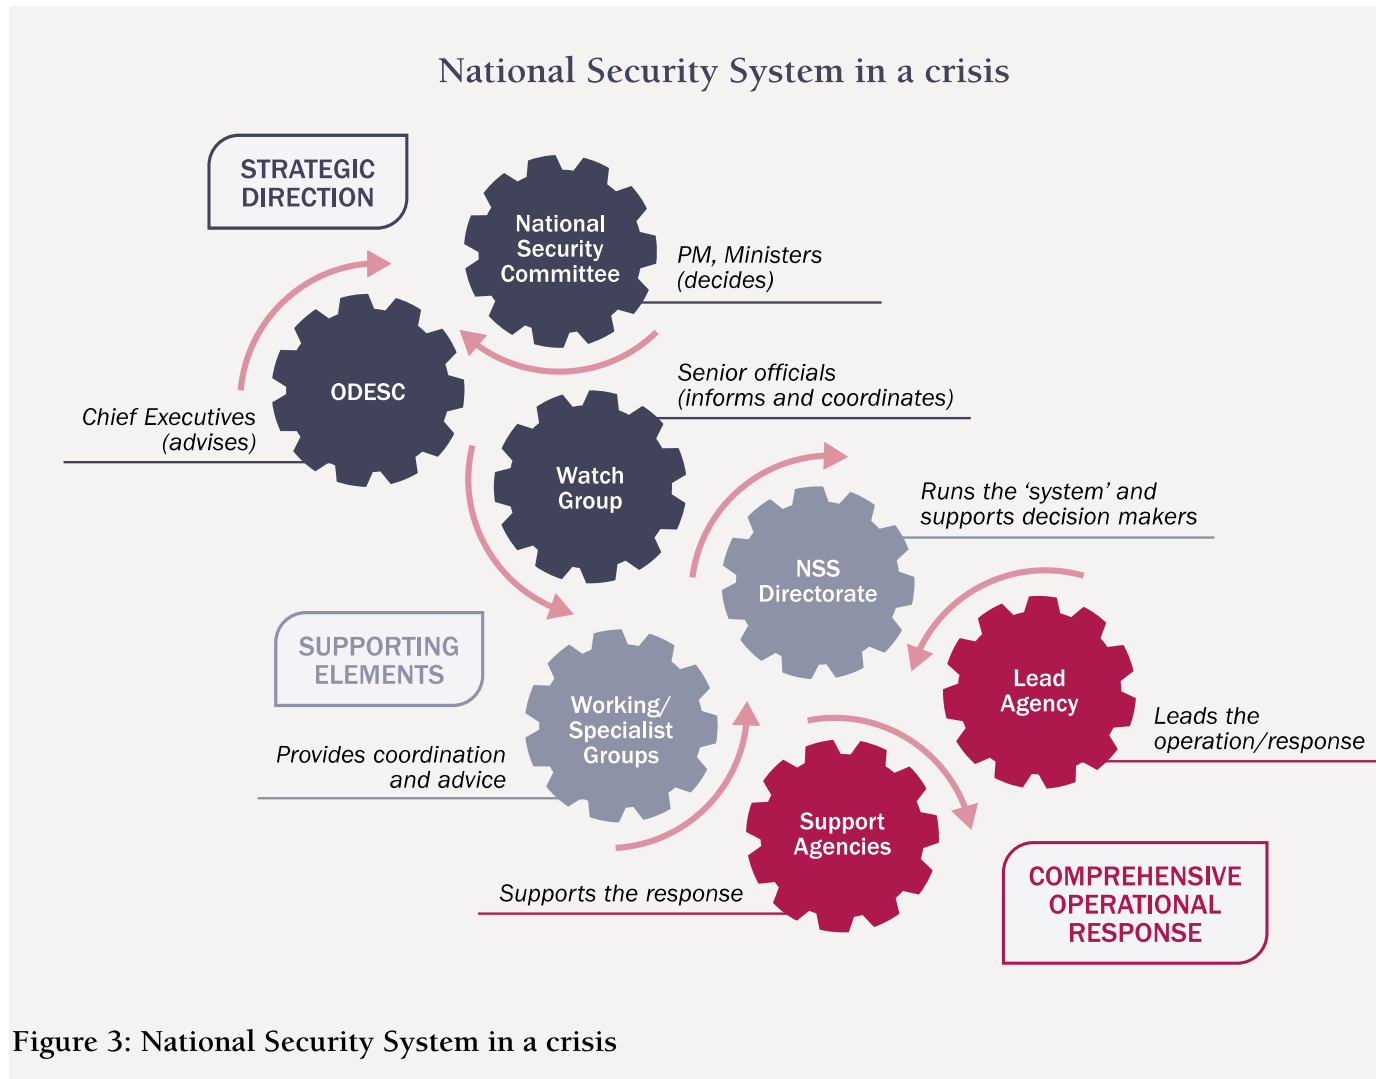 National Security System in a crisis
STRATEGIC
DIRECTION
National
Security
Committee
PM, Ministers
(decides)
ODESC
Chief Executives
(advises)
Senior officials
(informs and coordinates)
Watch
Group
Runs the ‘system’ and
supports decision makers
NSS
Directorate
SUPPORTING
ELEMENTS
Working/
Specialist
Groups
Provides coordination
and advice
Lead
Agency
Leads the
operation/response
Support
Agencies
Supports the response
COMPREHENSIVE
OPERATIONAL
RESPONSE
Figure 3: National Security System in a crisis